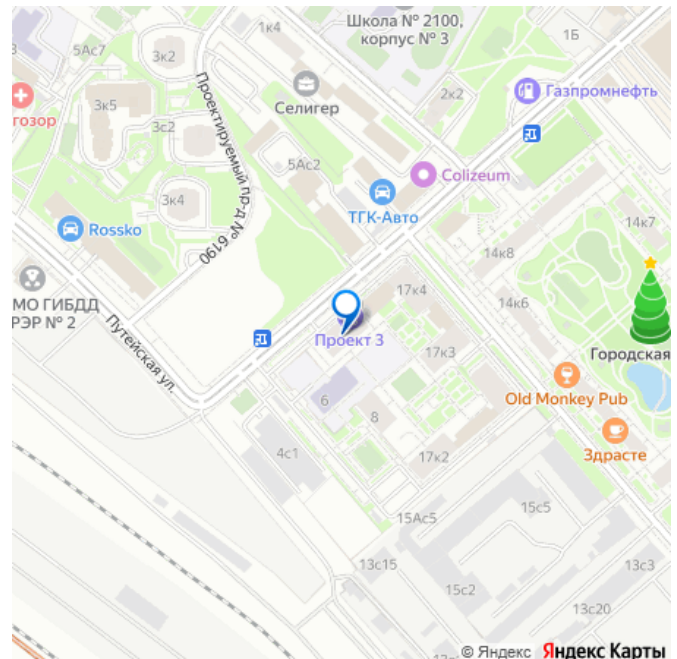 1к4
Школа № 2100,
корпус № 3
1Б
5Ас7
3к2
Проектируемый пр-д № 6190
Селигер
2к2
Газпромнефть
гозор
3к5
3с2
5Ас2
Colizeum
ТГК-Авто
3к4
Rossko
14к7
14к8
МО ГИБДД
РЭР № 2
17к4
14к6
Путейская ул.
Проект 3
17к3
Городская
Old Monkey Pub
6
8
Здрасте
4с1
17к2
15Ас5
15с5
13с15
13с3
15с2
13с20
© Яндекс Яндекс Карты